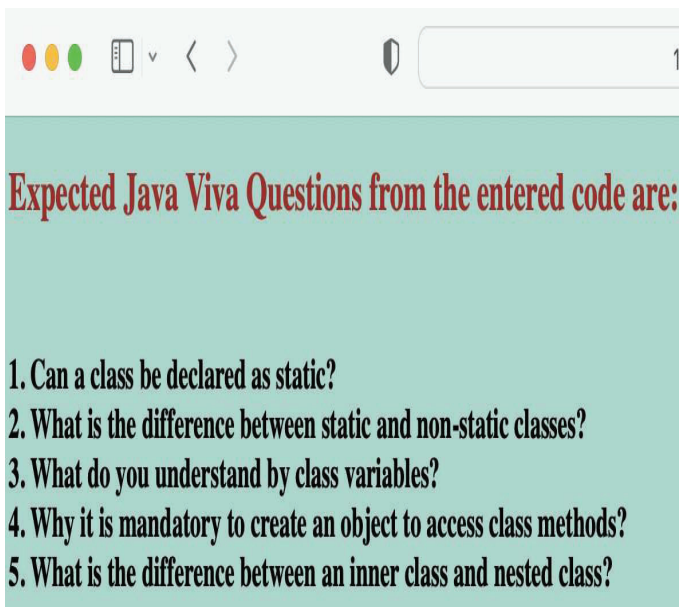 Expected Java Viva Questions from the entered code are:
1. Can a class be declared as static?
2. What is the difference between static and non-static classes?
3. What do you understand by class variables?
4. Why it is mandatory to create an object to access class methods?
5. What is the difference between an inner class and nested class?